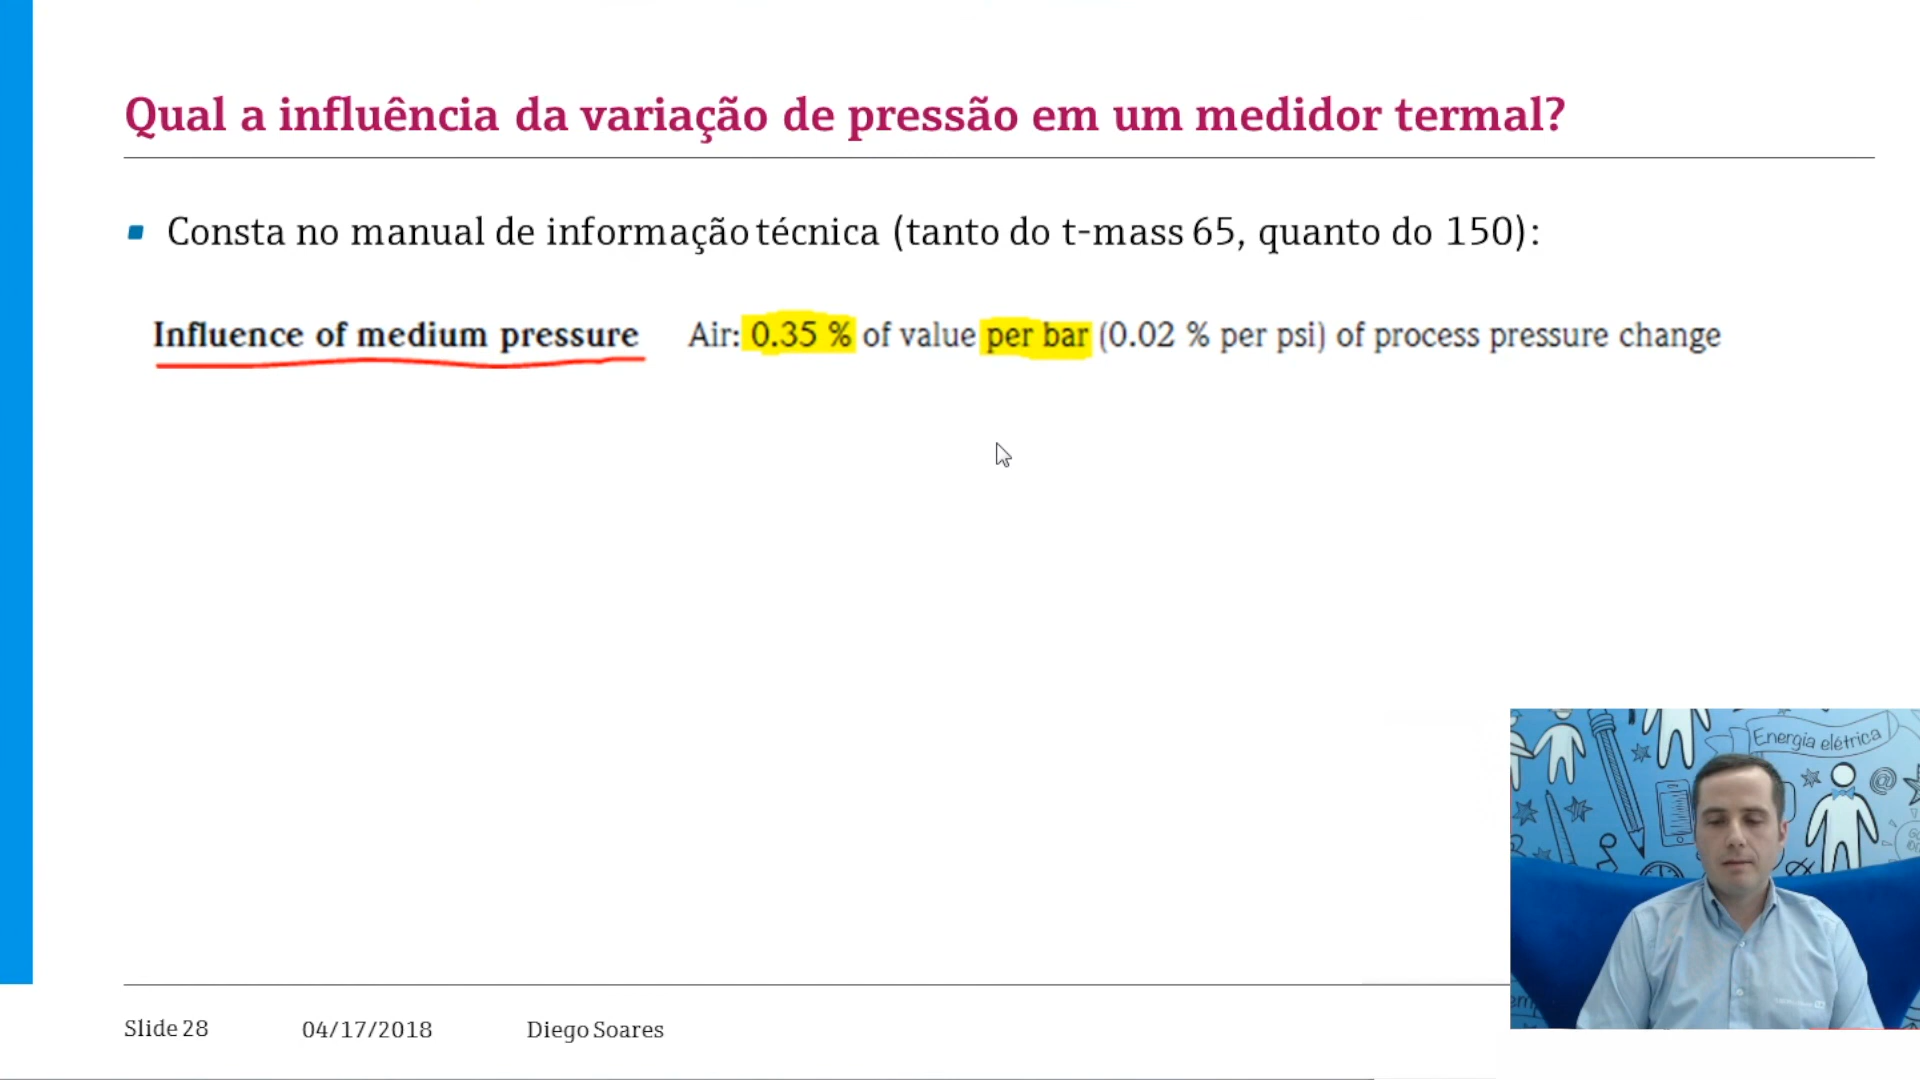 Qual a influência da variação de pressão em um medidor termal?
Consta no manual de informação técnica (tanto do t-mass 65, quanto do 150):
Influence of medium pressure Air: 0.35 % of value per bar (0.02 % per psi) of process pressure change
Energia elétrica
Slide 28 04/17/2018 Diego Soares